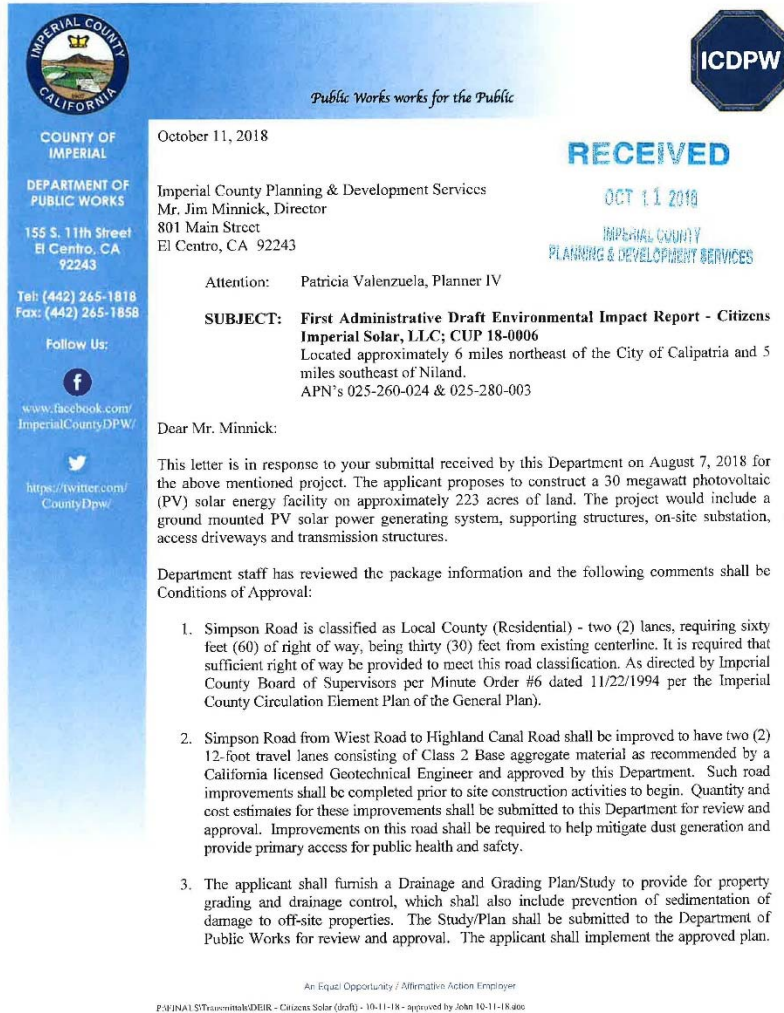 IMPERIAL COUNTY
CALIFORNIA
1907
ICDPW
Public Works works for the Public
COUNTY OF
IMPERIAL
DEPARTMENT OF
PUBLIC WORKS
155 S. 11th Street
El Centro, CA
92243
Tel: (442) 265-1818
Fax: (442) 265-1858
Follow Us:
f
www.facebook.com/
ImperialCountyDPW/
https://twitter.com/
CountyDpw/
October 11, 2018
RECEIVED
OCT 11 2018
IMPERIAL COUNTY
PLANNING & DEVELOPMENT SERVICES
Imperial County Planning & Development Services
Mr. Jim Minnick, Director
801 Main Street
El Centro, CA 92243
Attention: Patricia Valenzuela, Planner IV
SUBJECT: First Administrative Draft Environmental Impact Report - Citizens
Imperial Solar, LLC; CUP 18-0006
Located approximately 6 miles northeast of the City of Calipatria and 5
miles southeast of Niland.
APN's 025-260-024 & 025-280-003
Dear Mr. Minnick:
This letter is in response to your submittal received by this Department on August 7, 2018 for
the above mentioned project. The applicant proposes to construct a 30 megawatt photovoltaic
(PV) solar energy facility on approximately 223 acres of land. The project would include a
ground mounted PV solar power generating system, supporting structures, on-site substation,
access driveways and transmission structures.
Department staff has reviewed the package information and the following comments shall be
Conditions of Approval:
1. Simpson Road is classified as Local County (Residential) - two (2) lanes, requiring sixty
feet (60) of right of way, being thirty (30) feet from existing centerline. It is required that
sufficient right of way be provided to meet this road classification. As directed by Imperial
County Board of Supervisors per Minute Order #6 dated 11/22/1994 per the Imperial
County Circulation Element Plan of the General Plan).
2. Simpson Road from Wiest Road to Highland Canal Road shall be improved to have two (2)
12-foot travel lanes consisting of Class 2 Base aggregate material as recommended by a
California licensed Geotechnical Engineer and approved by this Department. Such road
improvements shall be completed prior to site construction activities to begin. Quantity and
cost estimates for these improvements shall be submitted to this Department for review and
approval. Improvements on this road shall be required to help mitigate dust generation and
provide primary access for public health and safety.
3. The applicant shall furnish a Drainage and Grading Plan/Study to provide for property
grading and drainage control, which shall also include prevention of sedimentation of
damage to off-site properties. The Study/Plan shall be submitted to the Department of
Public Works for review and approval. The applicant shall implement the approved plan.
An Equal Opportunity / Affirmative Action Employer
P:\FINALS\Transmittals\DEIR - Citizens Solar (draft) - 10-11-18 - approved by John 10-11-18.doc